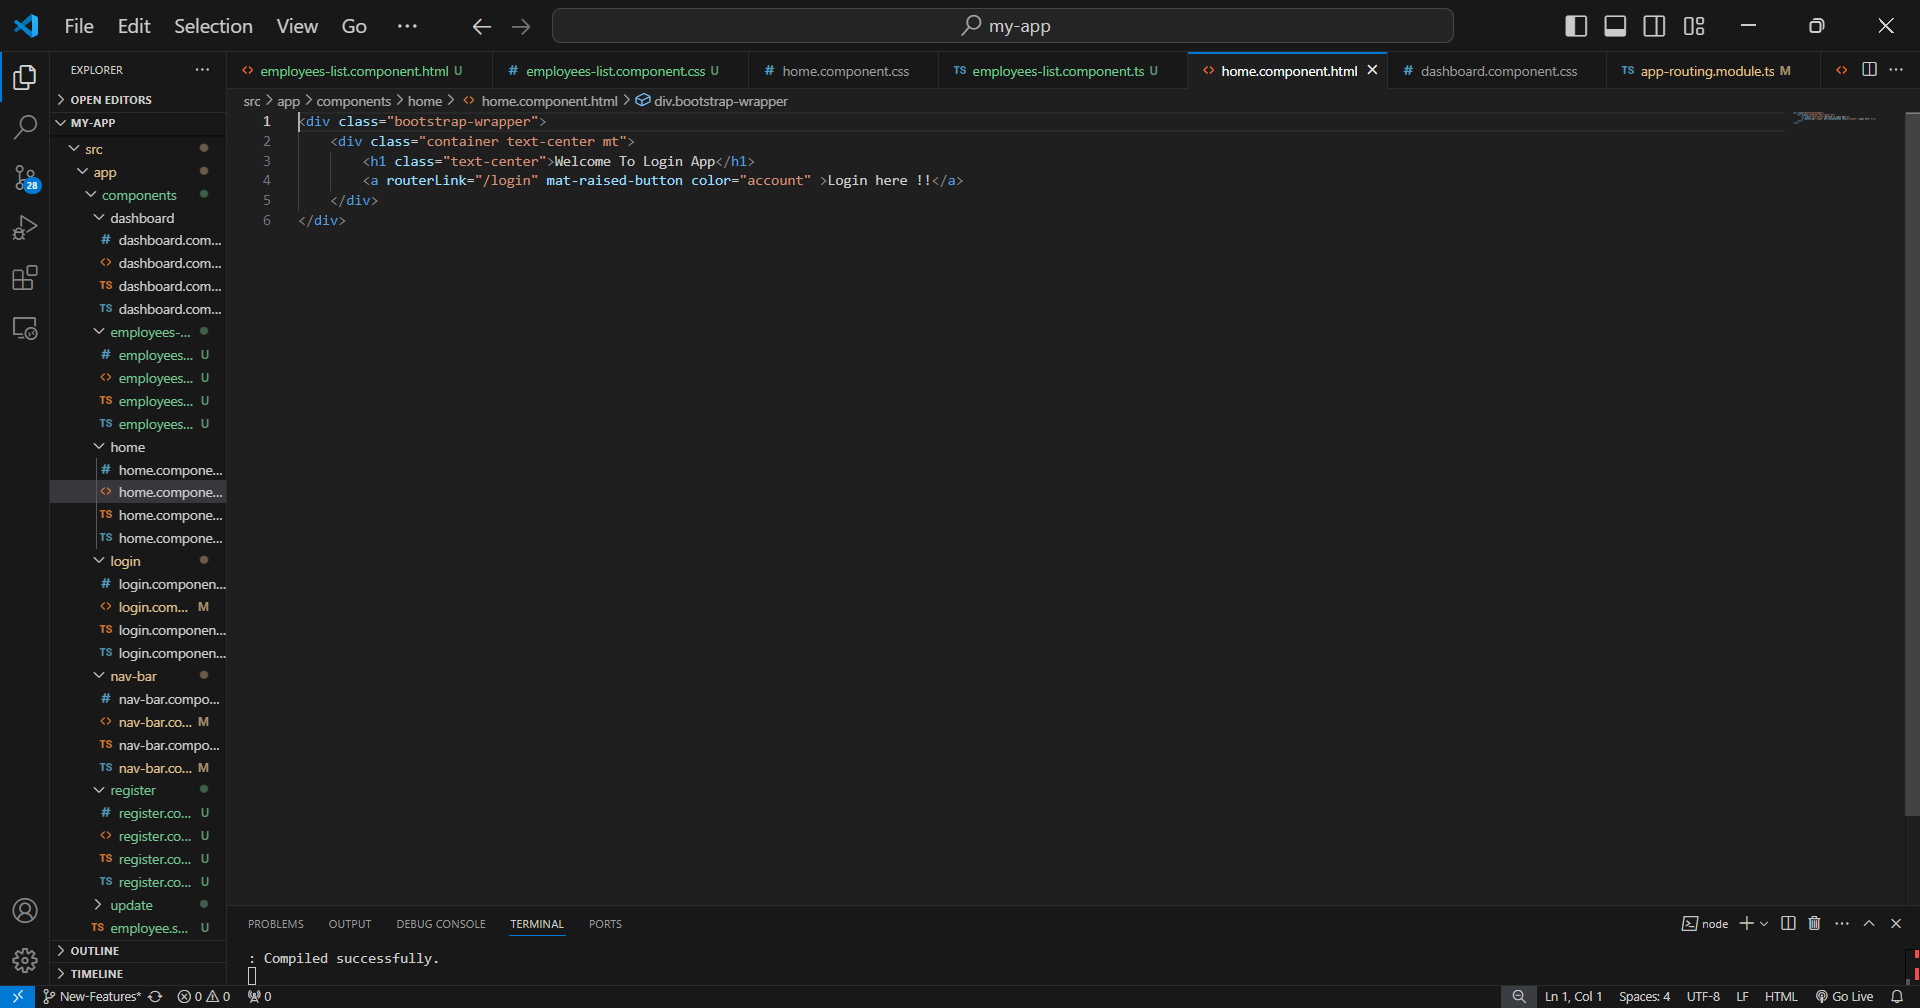 File Edit Selection View Go ··· my-app
EXPLORER ···
OPEN EDITORS
MY-APP
src
app
components
dashboard
# dashboard.com...
<> dashboard.com...
TS dashboard.com...
TS dashboard.com...
employees-...
# employees... U
<> employees... U
TS employees... U
TS employees... U
home
# home.compone...
<> home.compone...
TS home.compone...
TS home.compone...
login
# login.componen...
<> login.com... M
TS login.componen...
TS login.componen...
nav-bar
# nav-bar.compo...
<> nav-bar.co... M
TS nav-bar.compo...
TS nav-bar.co... M
register
# register.co... U
<> register.co... U
TS register.co... U
TS register.co... U
update
TS employee.s... U
OUTLINE
TIMELINE
28
<> employees-list.component.html U # employees-list.component.css U # home.component.css TS employees-list.component.ts U <> home.component.html # dashboard.component.css TS app-routing.module.ts M <> ···
src > app > components > home > <> home.component.html > div.bootstrap-wrapper
1 <div class="bootstrap-wrapper">
2 <div class="container text-center mt">
3 <h1 class="text-center">Welcome To Login App</h1>
4 <a routerLink="/login" mat-raised-button color="account" >Login here !!</a>
5 </div>
6 </div>
PROBLEMS OUTPUT DEBUG CONSOLE TERMINAL PORTS node ···
: Compiled successfully.
New-Features* 0 0 0 Ln 1, Col 1 Spaces: 4 UTF-8 LF HTML Go Live